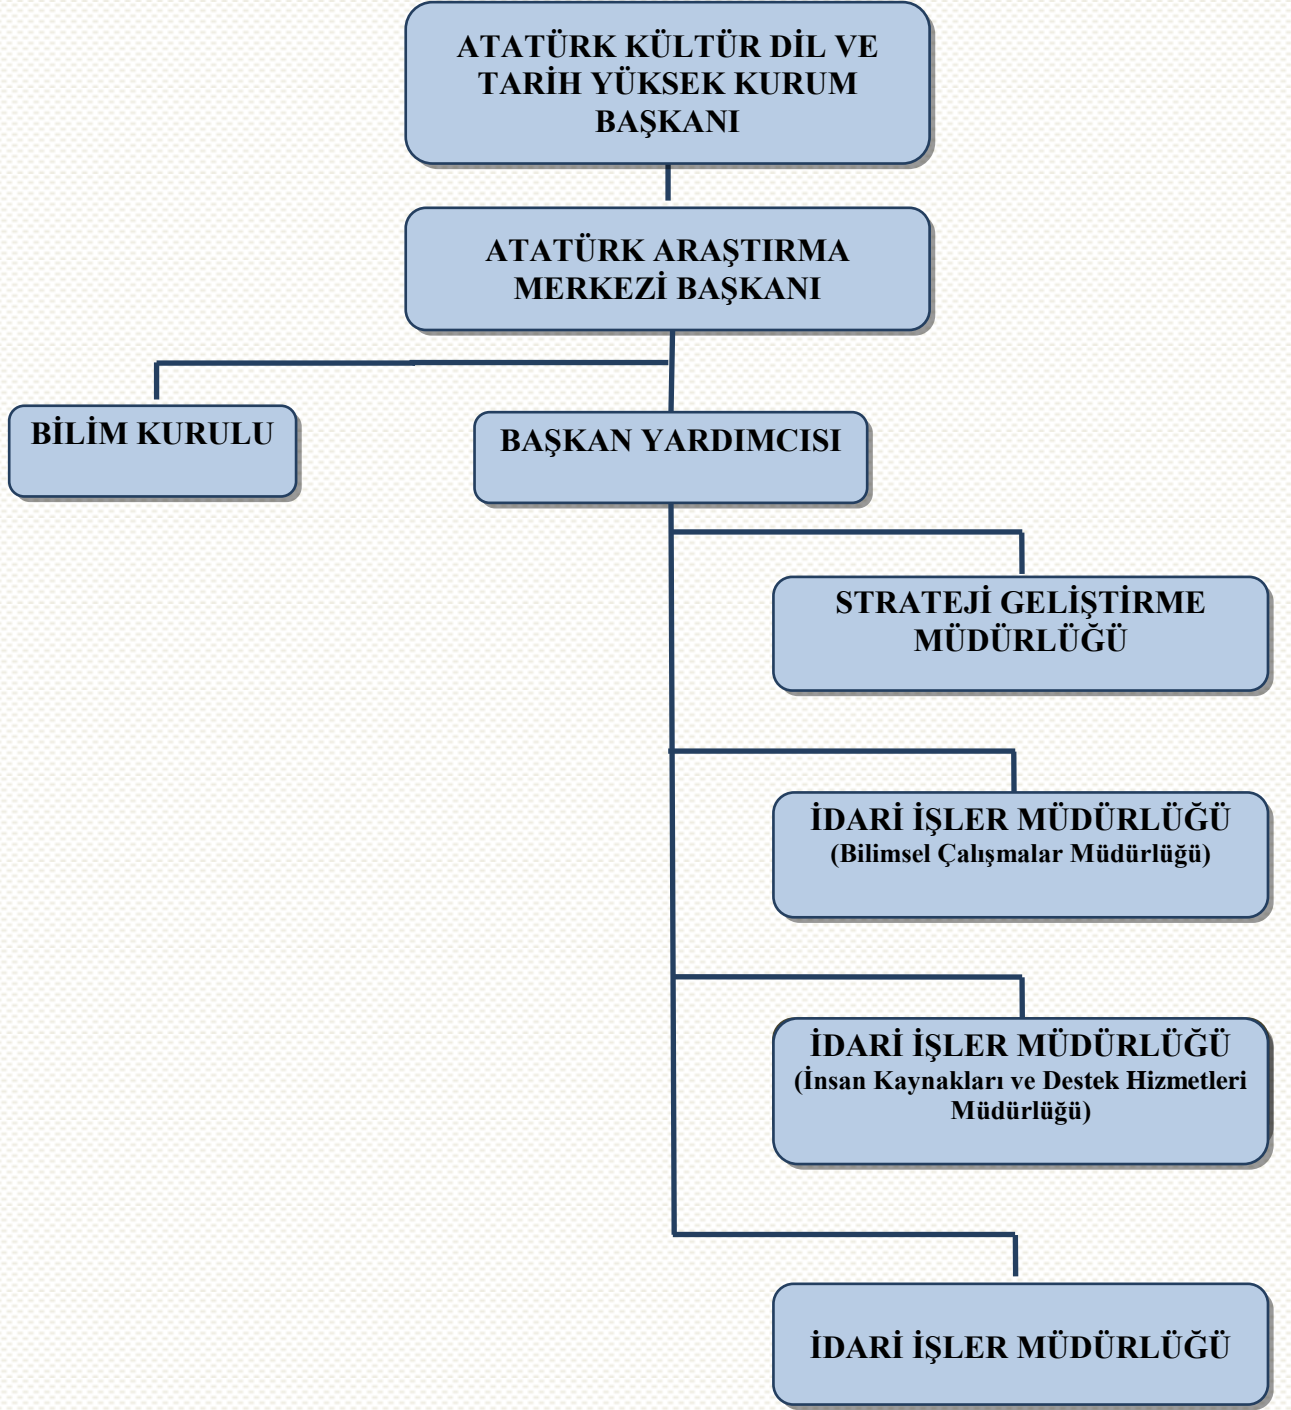 ATATÜRK KÜLTÜR DİL VE
TARİH YÜKSEK KURUM
BAŞKANI
ATATÜRK ARAŞTIRMA
MERKEZİ BAŞKANI
BİLİM KURULU
BAŞKAN YARDIMCISI
STRATEJİ GELİŞTİRME
MÜDÜRLÜĞÜ
İDARİ İŞLER MÜDÜRLÜĞÜ
(Bilimsel Çalışmalar Müdürlüğü)
İDARİ İŞLER MÜDÜRLÜĞÜ
(İnsan Kaynakları ve Destek Hizmetleri
Müdürlüğü)
İDARİ İŞLER MÜDÜRLÜĞÜ